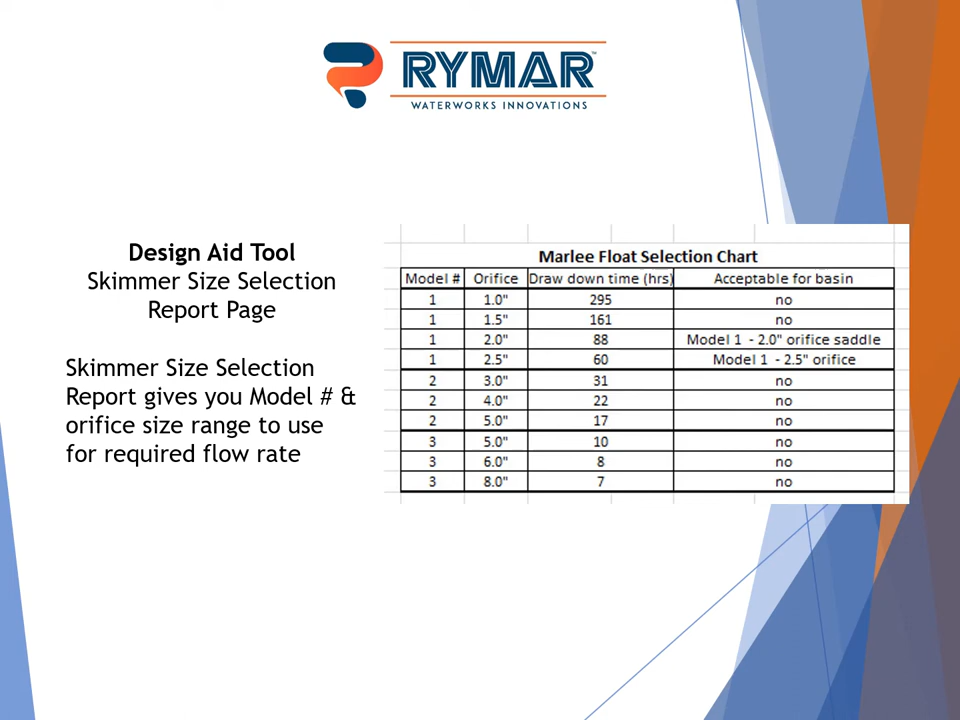 RYMAR™
WATERWORKS INNOVATIONS
Design Aid Tool
Skimmer Size Selection
Report Page
Skimmer Size Selection
Report gives you Model # &
orifice size range to use
for required flow rate
Marlee Float Selection Chart
Model # Orifice Draw down time (hrs) Acceptable for basin
1 1.0" 295 no
1 1.5" 161 no
1 2.0" 88 Model 1 - 2.0" orifice saddle
1 2.5" 60 Model 1 - 2.5" orifice
2 3.0" 31 no
2 4.0" 22 no
2 5.0" 17 no
3 5.0" 10 no
3 6.0" 8 no
3 8.0" 7 no